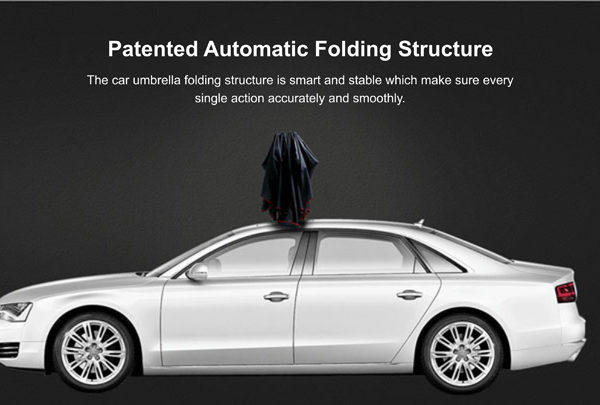 Patented Automatic Folding Structure
The car umbrella folding structure is smart and stable which make sure every
single action accurately and smoothly.